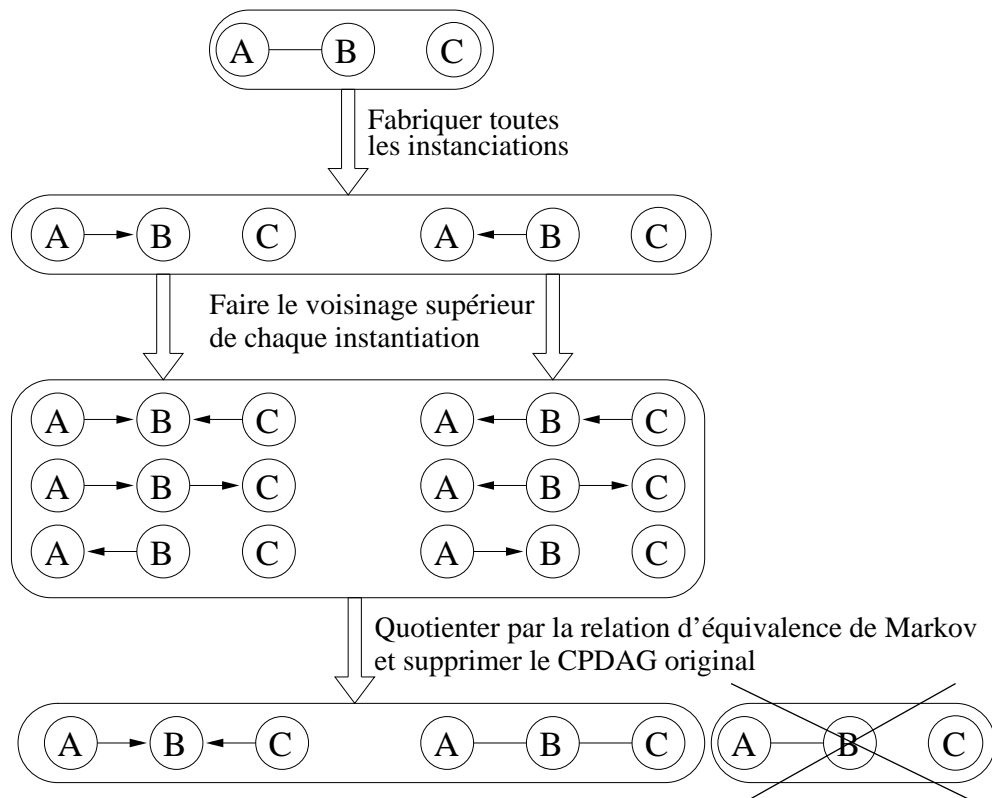 A B C
Fabriquer toutes
les instanciations
A B C A B C
Faire le voisinage supérieur
de chaque instantiation
A B C A B C
A B C A B C
A B C A B C
Quotienter par la relation d'équivalence de Markov
et supprimer le CPDAG original
A B C A B C A B C